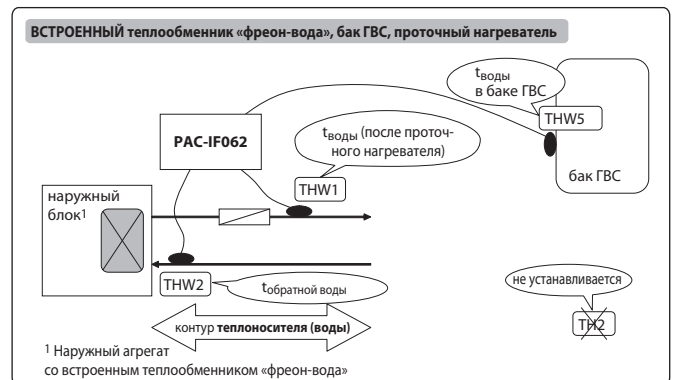 ВСТРОЕННЫЙ теплообменник «фреон-вода», бак ГВС, проточный нагреватель
tводы
в баке ГВС
THW5
бак ГВС
PAC-IF062
tводы (после проточ-
ного нагревателя)
THW1
наружный
блок1
THW2
tобратной воды
не устанавливается
TH2
контур теплоносителя (воды)
1 Наружный агрегат
со встроенным теплообменником «фреон-вода»